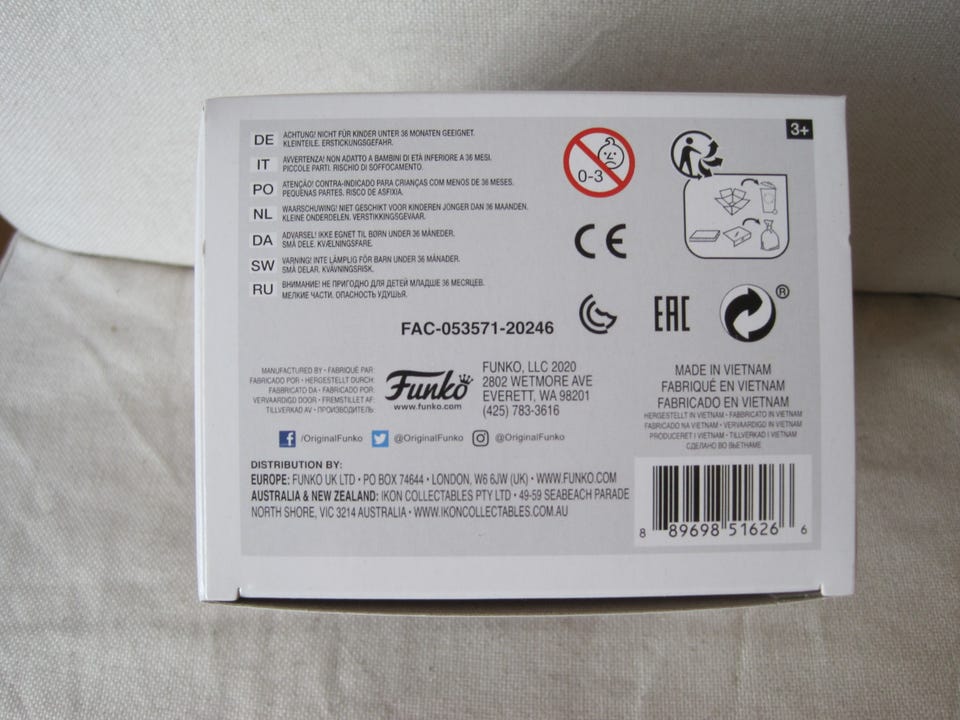 3+
DE ACHTUNG! NICHT FÜR KINDER UNTER 36 MONATEN GEEIGNET.
KLEINTEILE. ERSTICKUNGSGEFAHR.
IT AVVERTENZA! NON ADATTO A BAMBINI DI ETÀ INFERIORE A 36 MESI.
PICCOLE PARTI. RISCHIO DI SOFFOCAMENTO.
PO ATENÇÃO! CONTRA-INDICADO PARA CRIANÇAS COM MENOS DE 36 MESES.
PEQUENAS PARTES. RISCO DE ASFIXIA.
NL WAARSCHUWING! NIET GESCHIKT VOOR KINDEREN JONGER DAN 36 MAANDEN.
KLEINE ONDERDELEN. VERSTIKKINGSGEVAAR.
DA ADVARSEL! IKKE EGNET TIL BØRN UNDER 36 MÅNEDER.
SMÅ DELE. KVÆLNINGSFARE.
SW VARNING! INTE LÄMPLIG FÖR BARN UNDER 36 MÅNADER.
SMÅ DELAR. KVÄVNINGSRISK.
RU ВНИМАНИЕ! НЕ ПРИГОДНО ДЛЯ ДЕТЕЙ МЛАДШЕ 36 МЕСЯЦЕВ.
МЕЛКИЕ ЧАСТИ. ОПАСНОСТЬ УДУШЬЯ.
0-3
CE
EAC
®
FAC-053571-20246
MANUFACTURED BY • FABRIQUÉ PAR:
FABRICADO POR • HERGESTELLT DURCH:
FABBRICATO DA • FABRICADO POR:
VERVAARDIGD DOOR • FREMSTILLET AF:
TILLVERKAD AV • ПРОИЗВОДИТЕЛЬ:
Funko
www.funko.com
FUNKO, LLC 2020
2802 WETMORE AVE
EVERETT, WA 98201
(425) 783-3616
MADE IN VIETNAM
FABRIQUÉ EN VIETNAM
FABRICADO EN VIETNAM
HERGESTELLT IN VIETNAM • FABBRICATO IN VIETNAM
FABRICADO NA VIETNAM • VERVAARDIGD IN VIETNAM
PRODUCERET I VIETNAM • TILLVERKAD I VIETNAM
СДЕЛАНО ВО ВЬЕТНАМЕ
/OriginalFunko @OriginalFunko @OriginalFunko
DISTRIBUTION BY:
EUROPE: FUNKO UK LTD • PO BOX 74644 • LONDON, W6 6JW (UK) • WWW.FUNKO.COM
AUSTRALIA & NEW ZEALAND: IKON COLLECTABLES PTY LTD • 49-59 SEABEACH PARADE
NORTH SHORE, VIC 3214 AUSTRALIA • WWW.IKONCOLLECTABLES.COM.AU
8 89698 51626 6